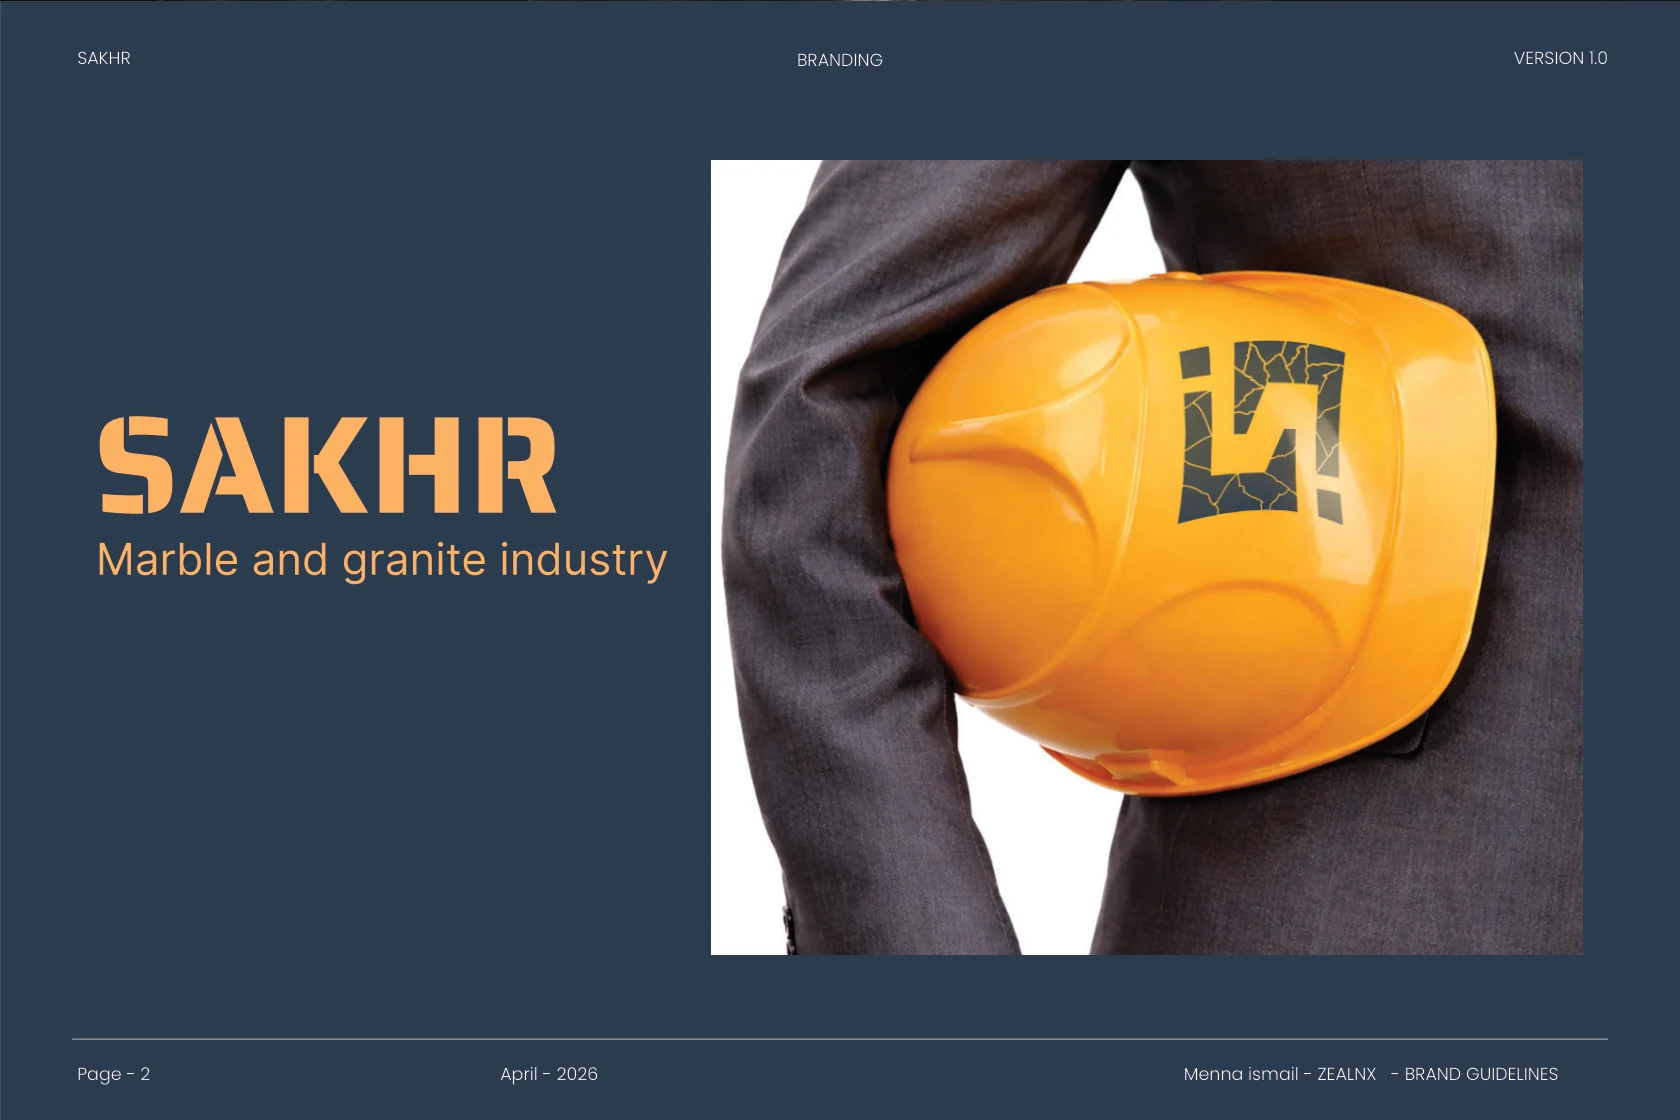 SAKHR
BRANDING
VERSION 1.0
SAKHR
Marble and granite industry
Page - 2
April - 2026
Menna ismail - ZEALNX - BRAND GUIDELINES